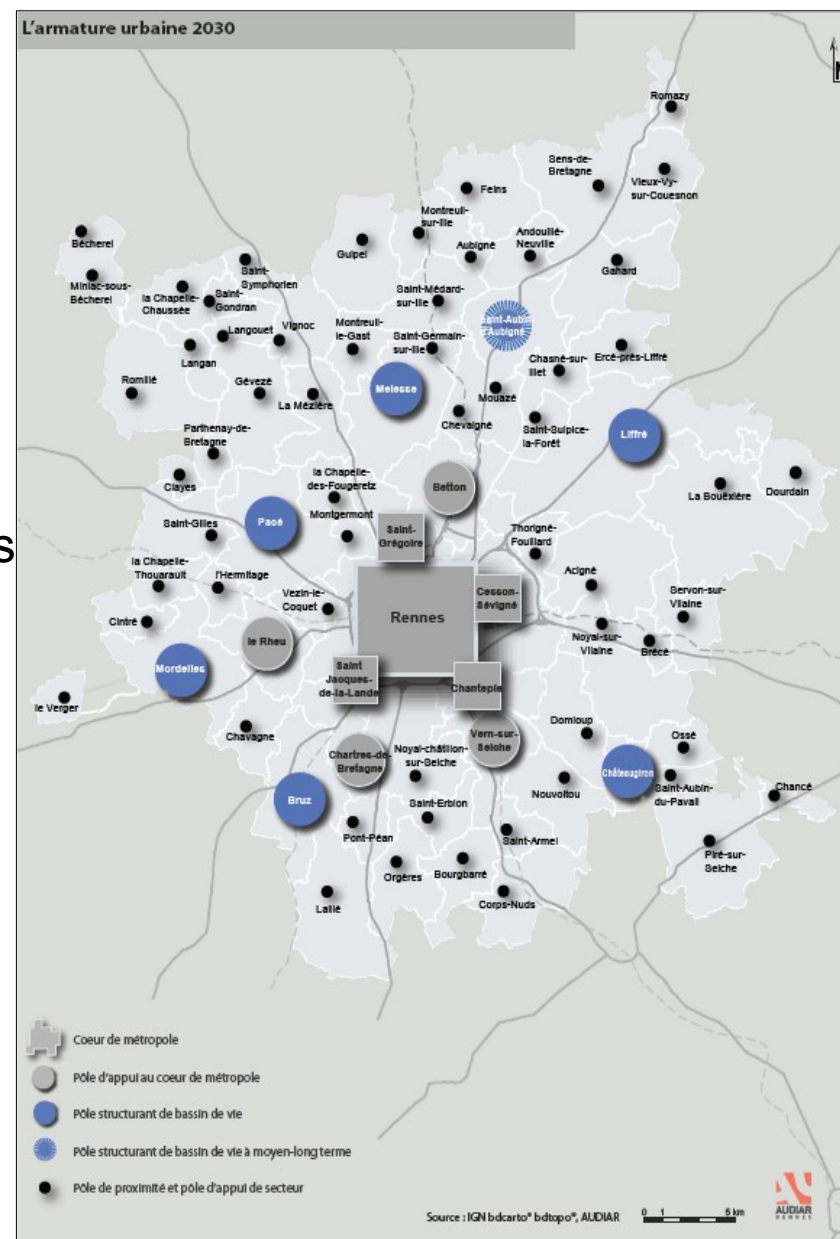 L'armature urbaine 2030
N
Romazy
Sens-de-
Bretagne
Vieux-Vy-
sur-Couesnon
Feins
Montreuil-
sur-Ille
Bécherel
Guipel
Aubigné
Andouillé-
Neuville
Gahard
Miniac-sous-
Bécherel
la Chapelle-
Chaussée
Saint-
Gondran
Saint-
Symphorien
Saint-Médard-
sur-Ille
Saint-Aubin
d'Aubigné
Langouet
Vignoc
Montreuil-
le-Gast
Saint-Germain-
sur-Ille
Langan
Chasné-sur-
Illet
Ercé-près-Liffré
Romillé
Gévezé
La Mézière
Melesse
Mouazé
Chevaigné
Saint-Sulpice-
la-Forêt
Liffré
Parthenay-de-
Bretagne
Clayes
la Chapelle-
des-Fougeretz
Betton
La Bouëxière
Dourdain
s
Saint-Gilles
Pacé
Montgermont
Saint-
Grégoire
Thorigné-
Fouillard
la Chapelle-
Thouarault
l'Hermitage
Vezin-le-
Coquet
Rennes
Cesson-
Sévigné
Acigné
Servon-sur-
Vilaine
Cintré
le Rheu
Noyal-sur-
Vilaine
Brécé
Mordelles
Saint
Jacques-
de-la-Lande
Chantepie
le Verger
Chavagne
Chartres-de-
Bretagne
Noyal-châtillon-
sur-Seiche
Vern-sur-
Seiche
Domloup
Ossé
Bruz
Nouvoitou
Châteaugiron
Saint-Aubin-
du-Pavail
Chancé
Saint-Erblon
Pont-Péan
Saint-Armel
Piré-sur-
Seiche
Orgères
Bourgbarré
Laillé
Corps-Nuds
Coeur de métropole
Pôle d'appui au coeur de métropole
Pôle structurant de bassin de vie
Pôle structurant de bassin de vie à moyen-long terme
Pôle de proximité et pôle d'appui de secteur
Source : IGN bdcarto® bdtopo®, AUDIAR
0 1 5 km
AUDIAR
RENNES